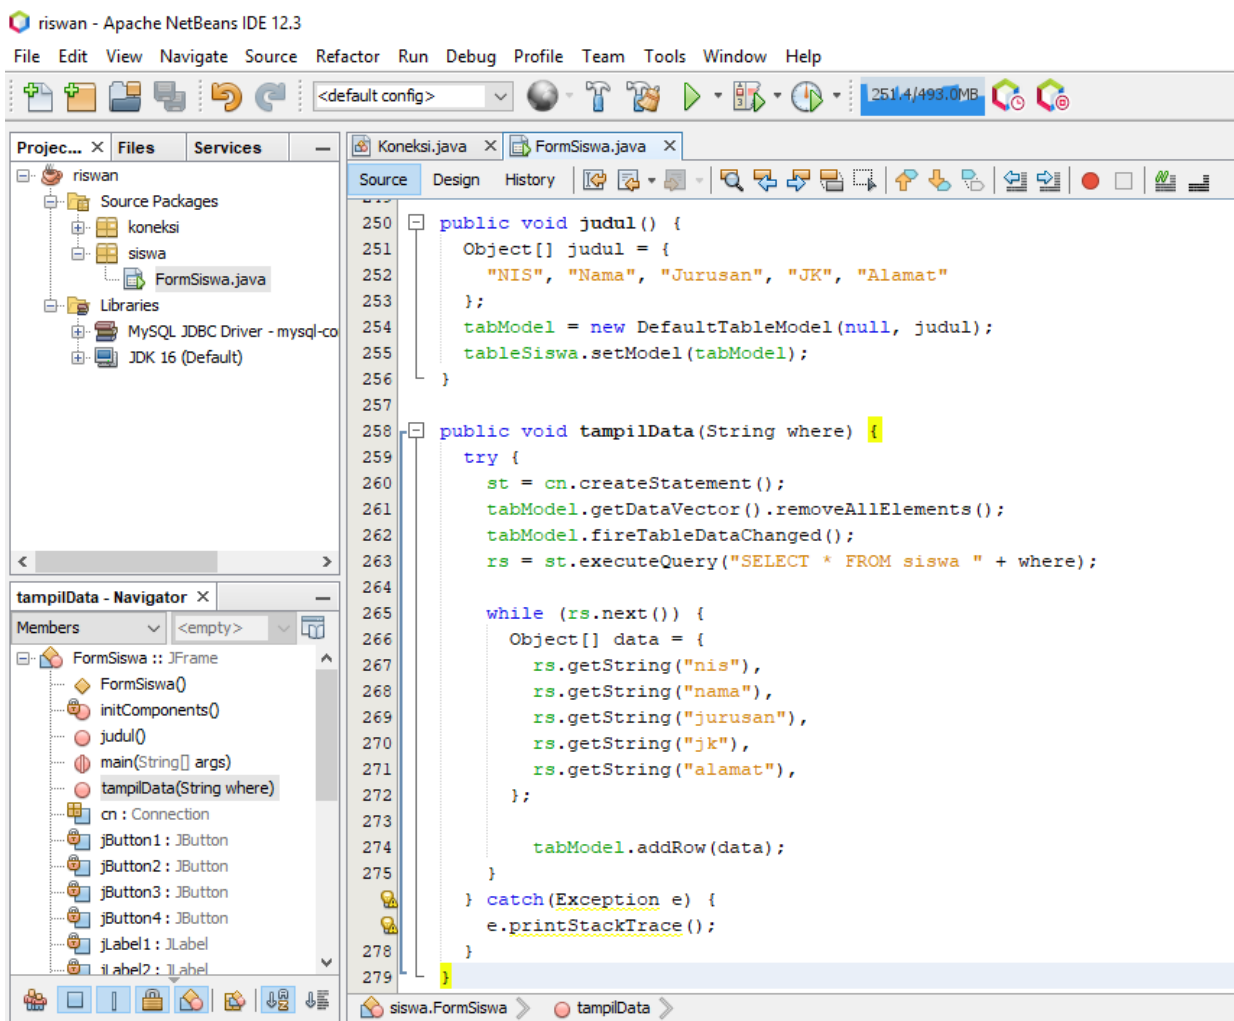 riswan - Apache NetBeans IDE 12.3
File Edit View Navigate Source Refactor Run Debug Profile Team Tools Window Help
<default config>
251.4/493.0MB
Projec... X Files Services
riswan
Source Packages
koneksi
siswa
FormSiswa.java
Libraries
MySQL JDBC Driver - mysql-co
JDK 16 (Default)
tampilData - Navigator X
Members <empty>
FormSiswa :: JFrame
FormSiswa()
initComponents()
judul()
main(String[] args)
tampilData(String where)
cn : Connection
jButton1 : JButton
jButton2 : JButton
jButton3 : JButton
jButton4 : JButton
jLabel1 : JLabel
jLabel2 : JLabel
Koneksi.java X FormSiswa.java X
Source Design History
250 public void judul() {
251 Object[] judul = {
252 "NIS", "Nama", "Jurusan", "JK", "Alamat"
253 };
254 tabModel = new DefaultTableModel(null, judul);
255 tableSiswa.setModel(tabModel);
256 }
257
258 public void tampilData(String where) {
259 try {
260 st = cn.createStatement();
261 tabModel.getDataVector().removeAllElements();
262 tabModel.fireTableDataChanged();
263 rs = st.executeQuery("SELECT * FROM siswa " + where);
264
265 while (rs.next()) {
266 Object[] data = {
267 rs.getString("nis"),
268 rs.getString("nama"),
269 rs.getString("jurusan"),
270 rs.getString("jk"),
271 rs.getString("alamat"),
272 };
273
274 tabModel.addRow(data);
275 }
} catch(Exception e) {
e.printStackTrace();
278 }
279 }
siswa.FormSiswa tampilData